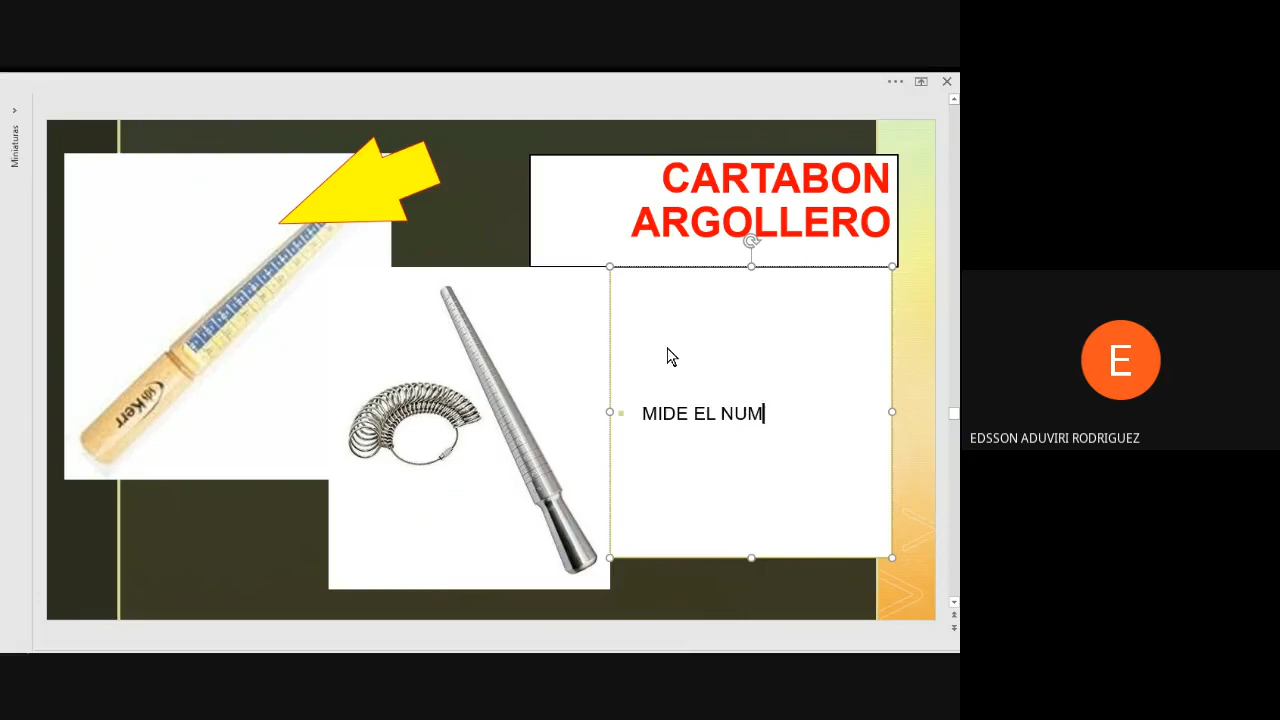 Miniaturas
CARTABON
ARGOLLERO
Kerr
MIDE EL NUM
E
EDSSON ADUVIRI RODRIGUEZ